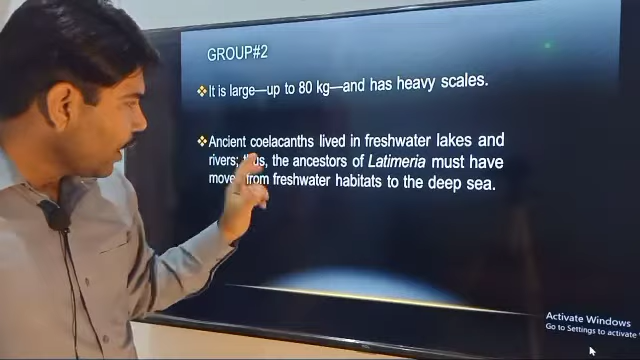 GROUP#2
It is large—up to 80 kg—and has heavy scales.
Ancient coelacanths lived in freshwater lakes and
rivers; thus, the ancestors of Latimeria must have
move from freshwater habitats to the deep sea.
Activate Windows
Go to Settings to activate